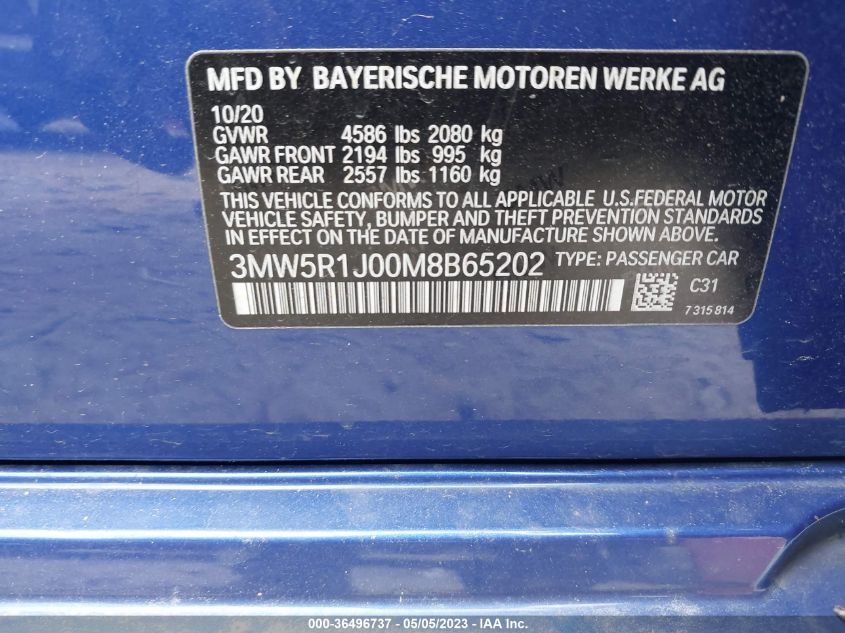 MFD BY BAYERISCHE MOTOREN WERKE AG
10/20
GVWR 4586 lbs 2080 kg
GAWR FRONT 2194 lbs 995 kg
GAWR REAR 2557 lbs 1160 kg
THIS VEHICLE CONFORMS TO ALL APPLICABLE U.S.FEDERAL MOTOR
VEHICLE SAFETY, BUMPER AND THEFT PREVENTION STANDARDS
IN EFFECT ON THE DATE OF MANUFACTURE SHOWN ABOVE.
3MW5R1J00M8B65202 TYPE: PASSENGER CAR
C31
7 315 814
000-36496737 - 05/05/2023 - IAA Inc.